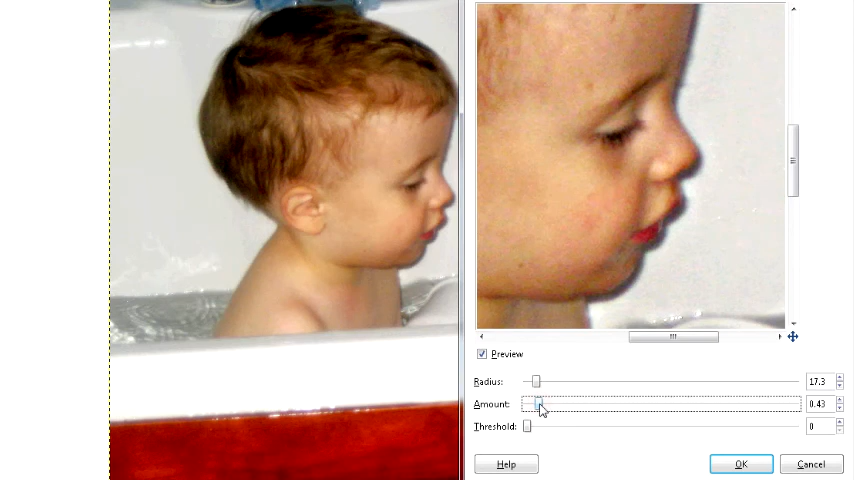 Preview
Radius: 17.3
Amount: 0.43
Threshold: 0
Help OK Cancel